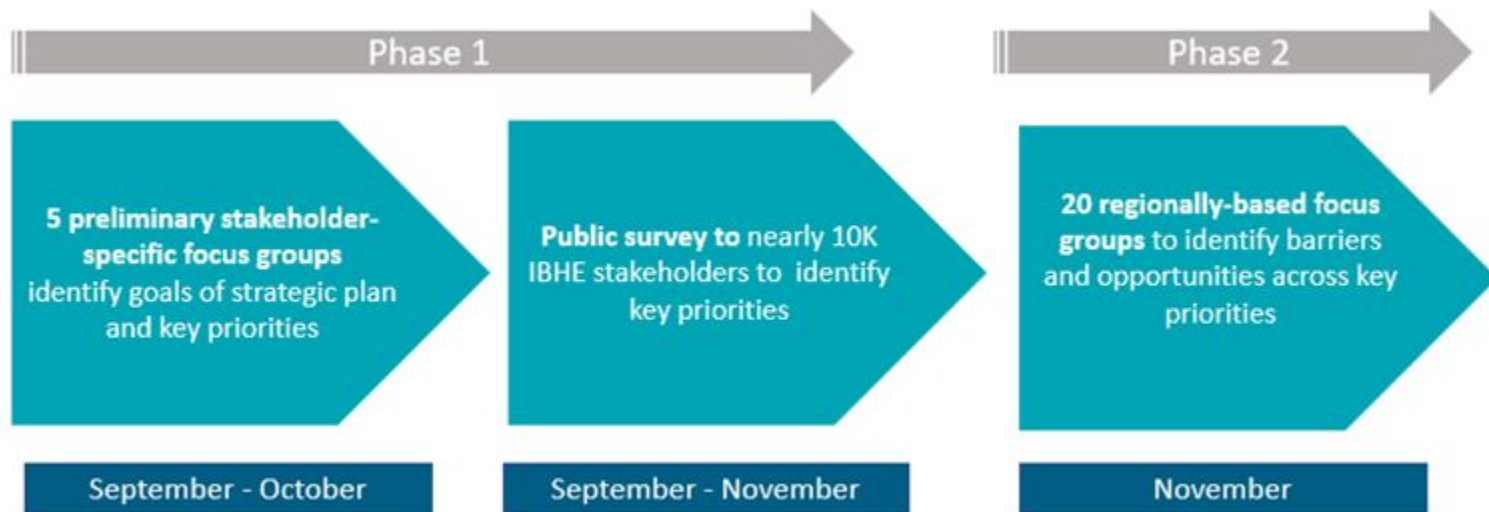 Phase 1
Phase 2
5 preliminary stakeholder-
specific focus groups
identify goals of strategic plan
and key priorities
Public survey to nearly 10K
IBHE stakeholders to identify
key priorities
20 regionally-based focus
groups to identify barriers
and opportunities across key
priorities
September - October
September - November
November